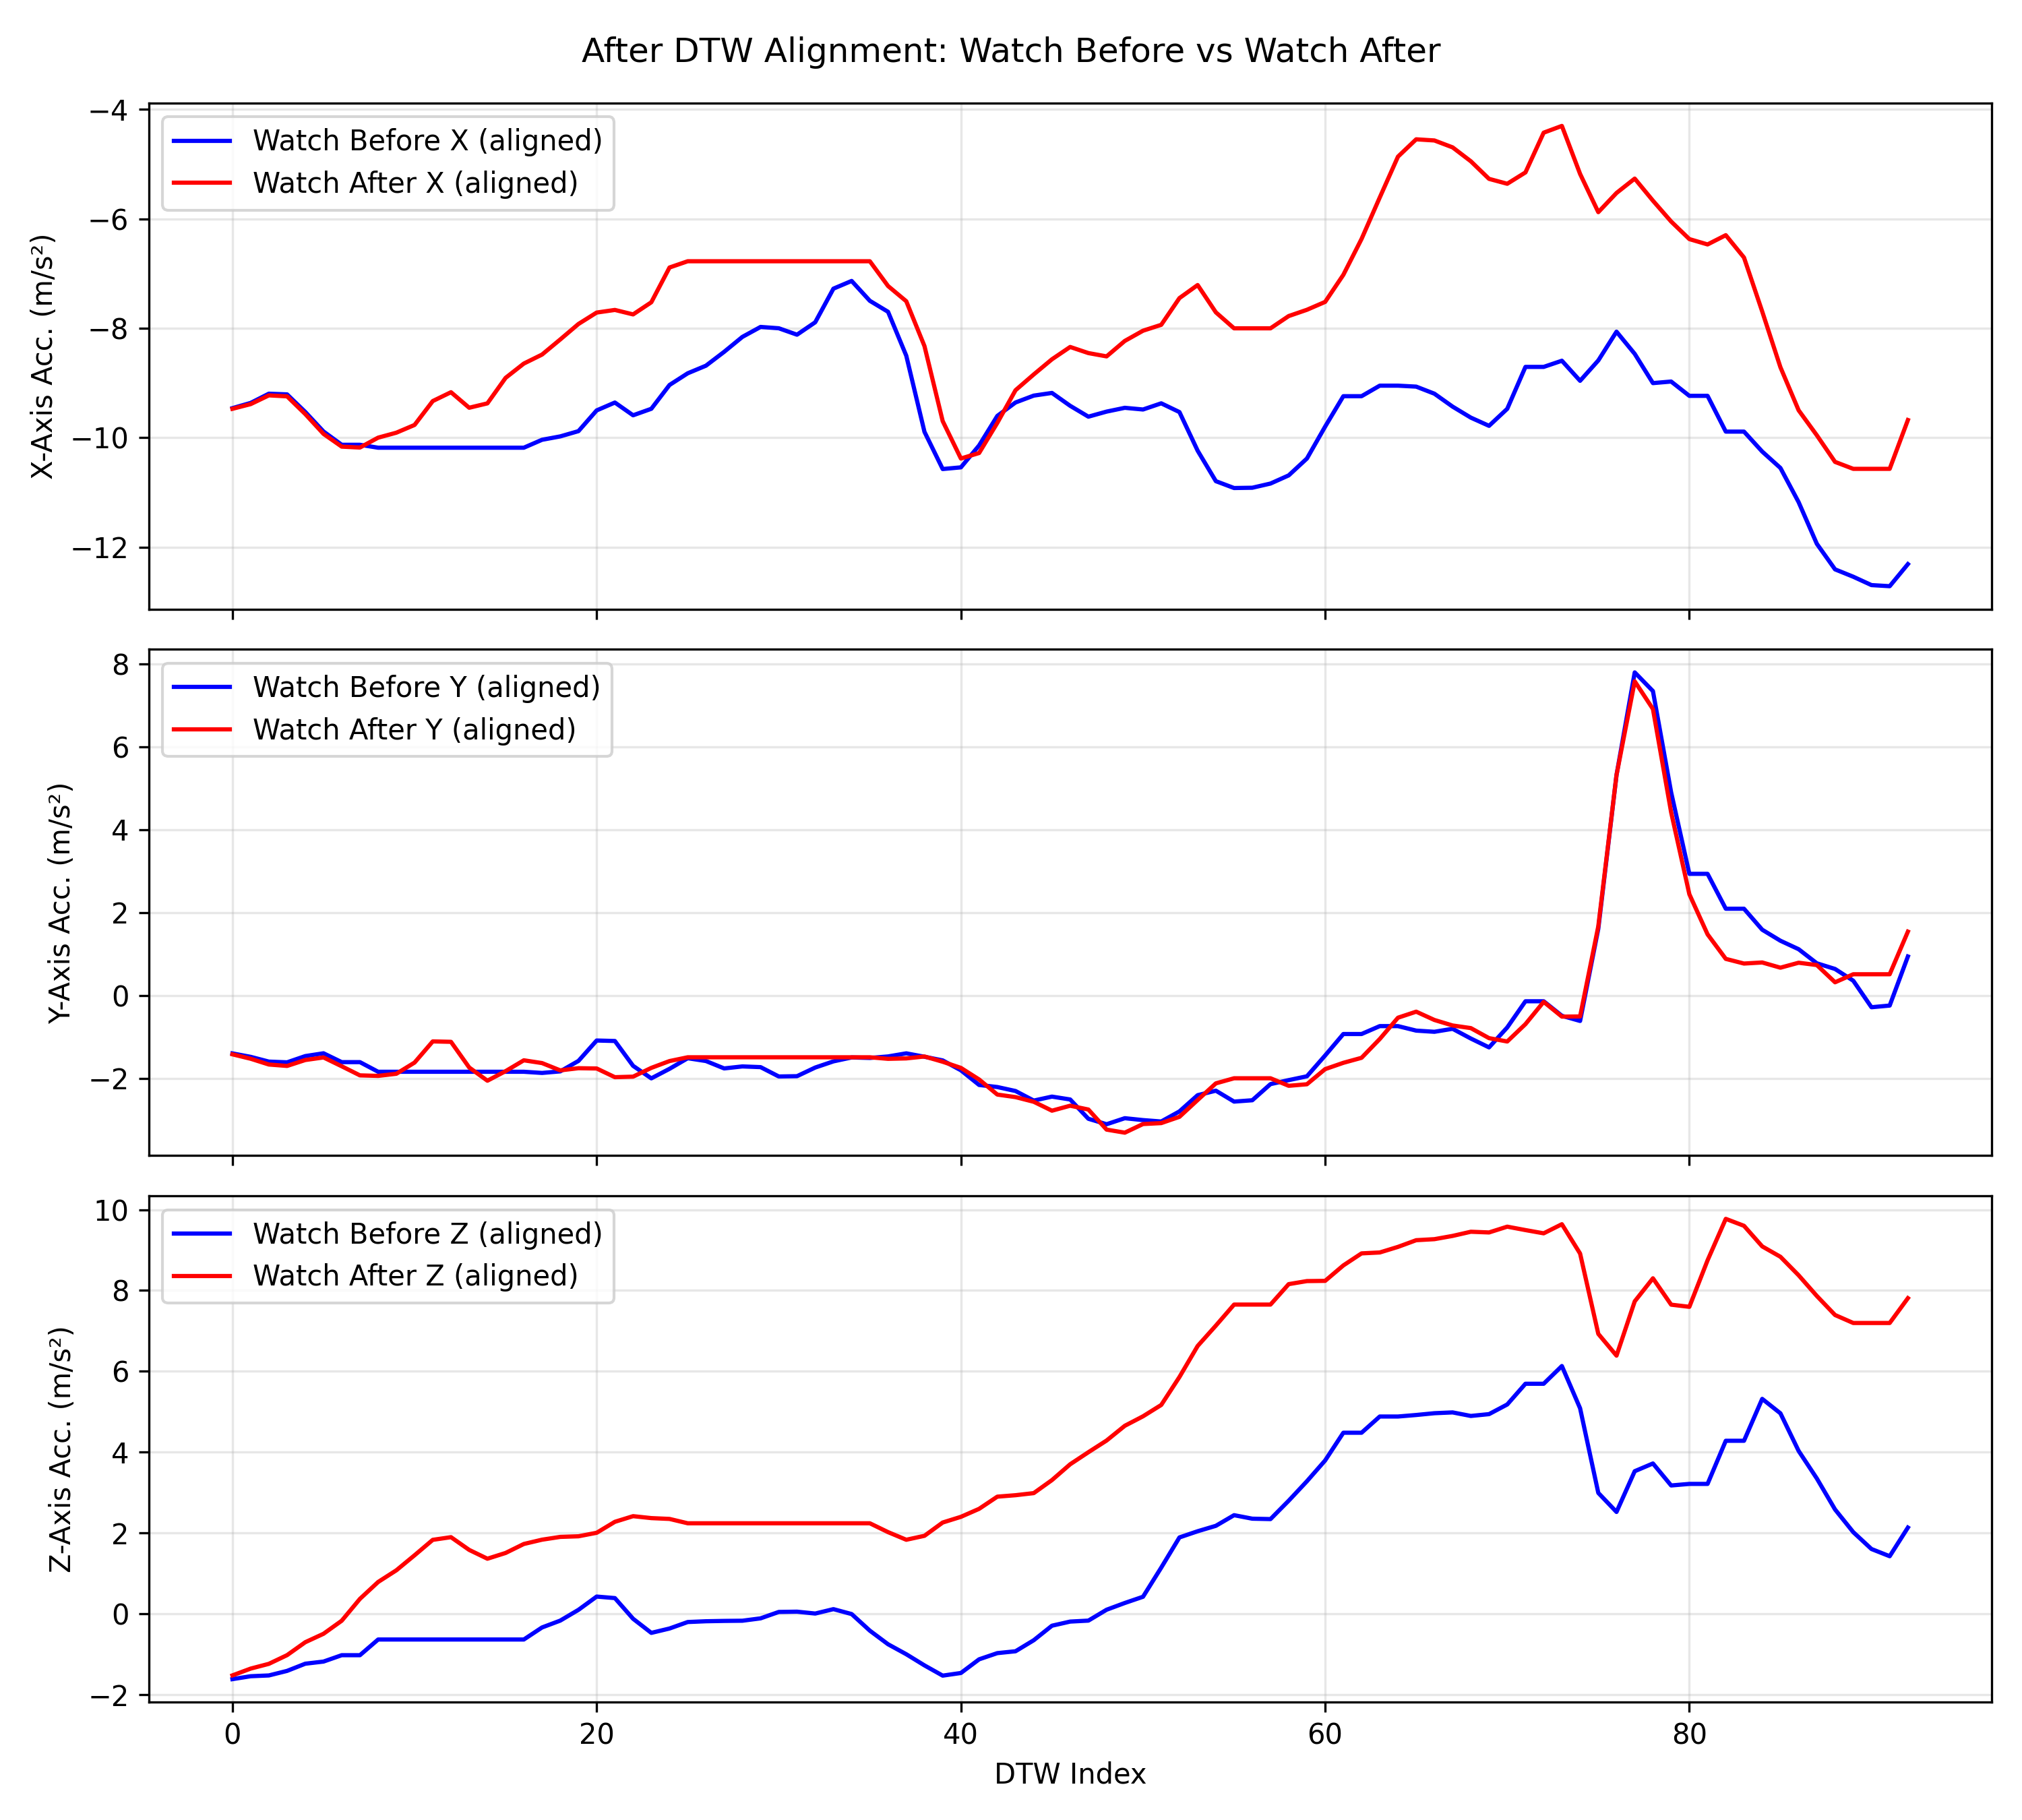 After DTW Alignment: Watch Before vs Watch After
−4
−6
−8
−10
−12
X-Axis Acc. (m/s²)
Watch Before X (aligned)
Watch After X (aligned)
8
6
4
2
0
−2
Y-Axis Acc. (m/s²)
Watch Before Y (aligned)
Watch After Y (aligned)
10
8
6
4
2
0
−2
Z-Axis Acc. (m/s²)
Watch Before Z (aligned)
Watch After Z (aligned)
0 20 40 60 80
DTW Index